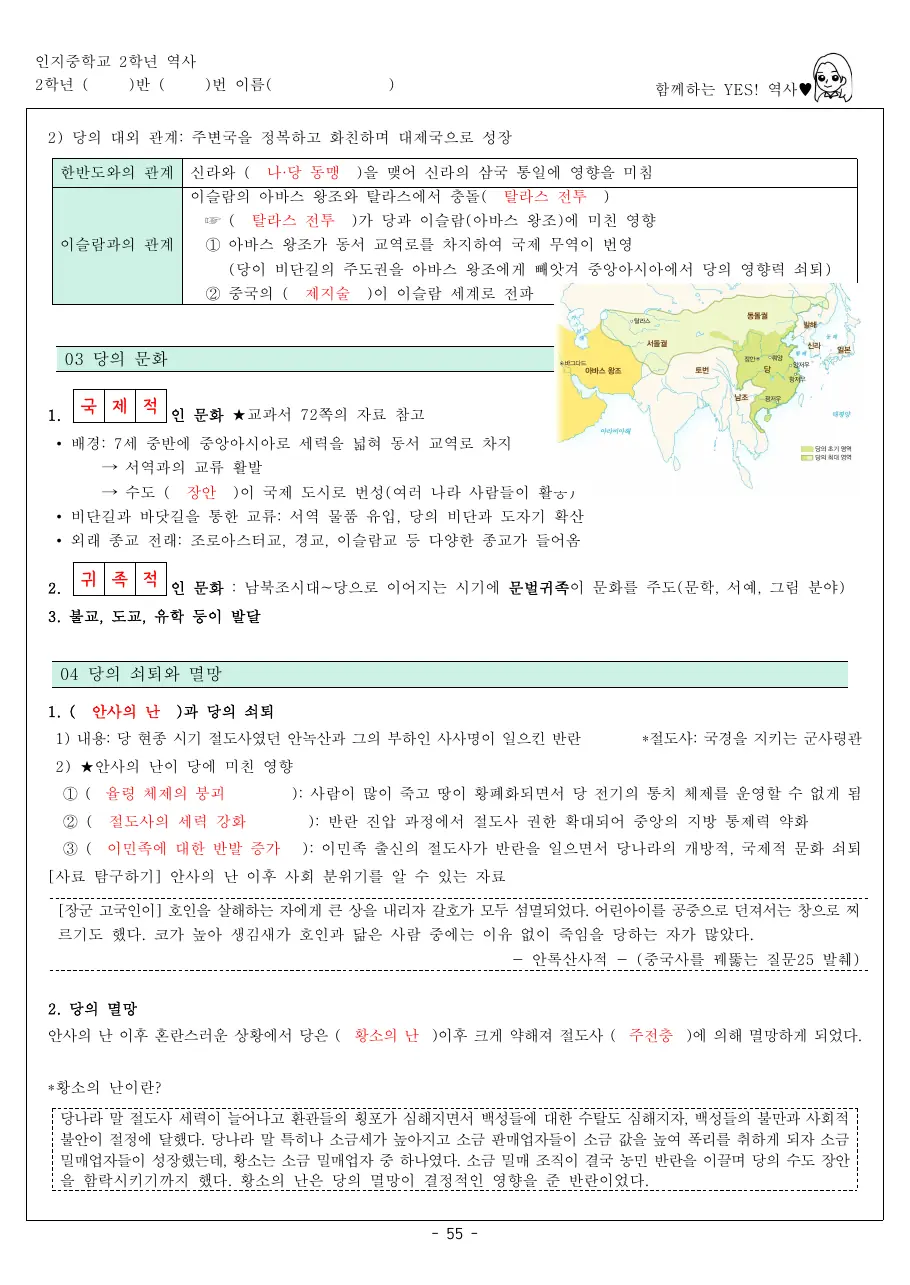 인지중학교 2학년 역사
2학년 (     )반 (     )번 이름(               )
함께하는 YES! 역사♥
2) 당의 대외 관계: 주변국을 정복하고 화친하며 대제국으로 성장
한반도와의 관계 신라와 ( 나·당 동맹 )을 맺어 신라의 삼국 통일에 영향을 미침
이슬람과의 관계
이슬람의 아바스 왕조와 탈라스에서 충돌( 탈라스 전투 )
☞ ( 탈라스 전투 )가 당과 이슬람(아바스 왕조)에 미친 영향
① 아바스 왕조가 동서 교역로를 차지하여 국제 무역이 번영
(당이 비단길의 주도권을 아바스 왕조에게 빼앗겨 중앙아시아에서 당의 영향력 쇠퇴)
② 중국의 ( 제지술 )이 이슬람 세계로 전파
탈라스
동돌궐
발해
동해
서돌궐
신라
일본
장안
뤄양
황해
양저우
바그다드
아바스 왕조
토번
당
항저우
남조
광저우
태평양
아라비아해
당의 초기 영역
당의 최대 영역
03 당의 문화
1. 국 제 적 인 문화 ★교과서 72쪽의 자료 참고
• 배경: 7세 중반에 중앙아시아로 세력을 넓혀 동서 교역로 차지
→ 서역과의 교류 활발
→ 수도 ( 장안 )이 국제 도시로 번성(여러 나라 사람들이 활동)
• 비단길과 바닷길을 통한 교류: 서역 물품 유입, 당의 비단과 도자기 확산
• 외래 종교 전래: 조로아스터교, 경교, 이슬람교 등 다양한 종교가 들어옴
2. 귀 족 적 인 문화 : 남북조시대~당으로 이어지는 시기에 문벌귀족이 문화를 주도(문학, 서예, 그림 분야)
3. 불교, 도교, 유학 등이 발달
04 당의 쇠퇴와 멸망
1. ( 안사의 난 )과 당의 쇠퇴
1) 내용: 당 현종 시기 절도사였던 안녹산과 그의 부하인 사사명이 일으킨 반란 *절도사: 국경을 지키는 군사령관
2) ★안사의 난이 당에 미친 영향
① ( 율령 체제의 붕괴 ): 사람이 많이 죽고 땅이 황폐화되면서 당 전기의 통치 체제를 운영할 수 없게 됨
② ( 절도사의 세력 강화 ): 반란 진압 과정에서 절도사 권한 확대되어 중앙의 지방 통제력 약화
③ ( 이민족에 대한 반발 증가 ): 이민족 출신의 절도사가 반란을 일으면서 당나라의 개방적, 국제적 문화 쇠퇴
[사료 탐구하기] 안사의 난 이후 사회 분위기를 알 수 있는 자료
[장군 고국인이] 호인을 살해하는 자에게 큰 상을 내리자 갈호가 모두 섬멸되었다. 어린아이를 공중으로 던져서는 창으로 찌
르기도 했다. 코가 높아 생김새가 호인과 닮은 사람 중에는 이유 없이 죽임을 당하는 자가 많았다.
- 안록산사적 - (중국사를 꿰뚫는 질문25 발췌)
2. 당의 멸망
안사의 난 이후 혼란스러운 상황에서 당은 ( 황소의 난 )이후 크게 약해져 절도사 ( 주전충 )에 의해 멸망하게 되었다.
*황소의 난이란?
당나라 말 절도사 세력이 늘어나고 환관들의 횡포가 심해지면서 백성들에 대한 수탈도 심해지자, 백성들의 불만과 사회적
불안이 절정에 달했다. 당나라 말 특히나 소금세가 높아지고 소금 판매업자들이 소금 값을 높여 폭리를 취하게 되자 소금
밀매업자들이 성장했는데, 황소는 소금 밀매업자 중 하나였다. 소금 밀매 조직이 결국 농민 반란을 이끌며 당의 수도 장안
을 함락시키기까지 했다. 황소의 난은 당의 멸망이 결정적인 영향을 준 반란이었다.
- 55 -